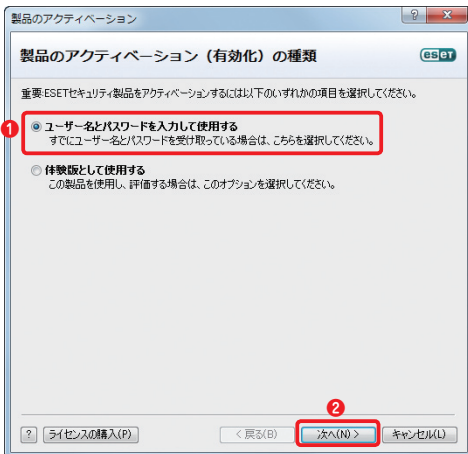 製品のアクティベーション
製品のアクティベーション（有効化）の種類
eseT
重要:ESETセキュリティ製品をアクティベーションするには以下のいずれかの項目を選択してください。
1
ユーザー名とパスワードを入力して使用する
すでにユーザー名とパスワードを受け取っている場合は、こちらを選択してください。
体験版として使用する
この製品を使用し、評価する場合は、このオプションを選択してください。
2
? ライセンスの購入(P) < 戻る(B) 次へ(N) > キャンセル(L)